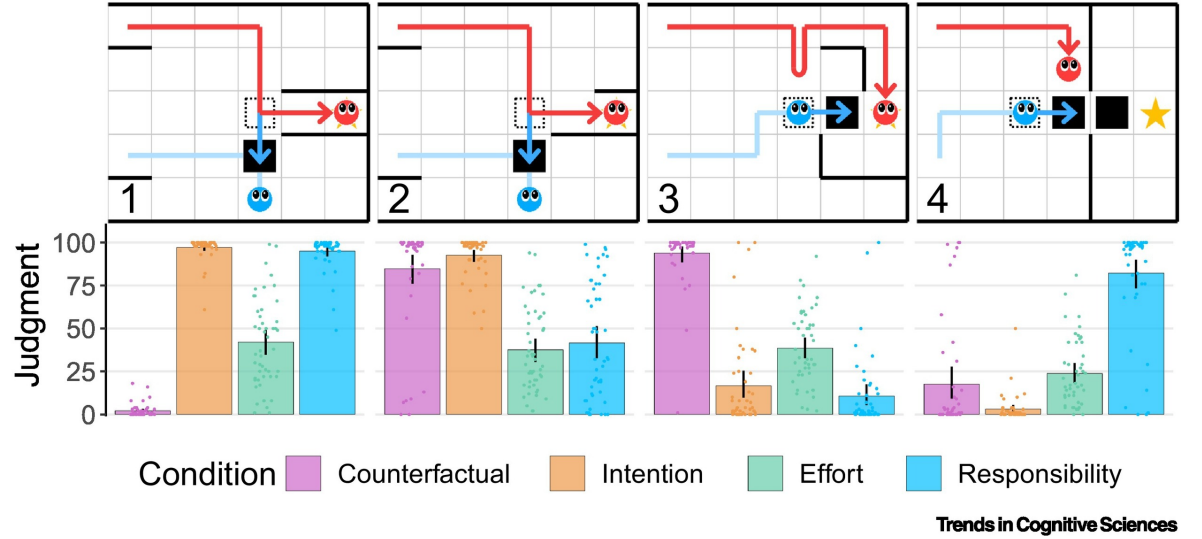 1
2
3
4
Judgment
100
75
50
25
0
Condition
Counterfactual
Intention
Effort
Responsibility
Trends in Cognitive Sciences